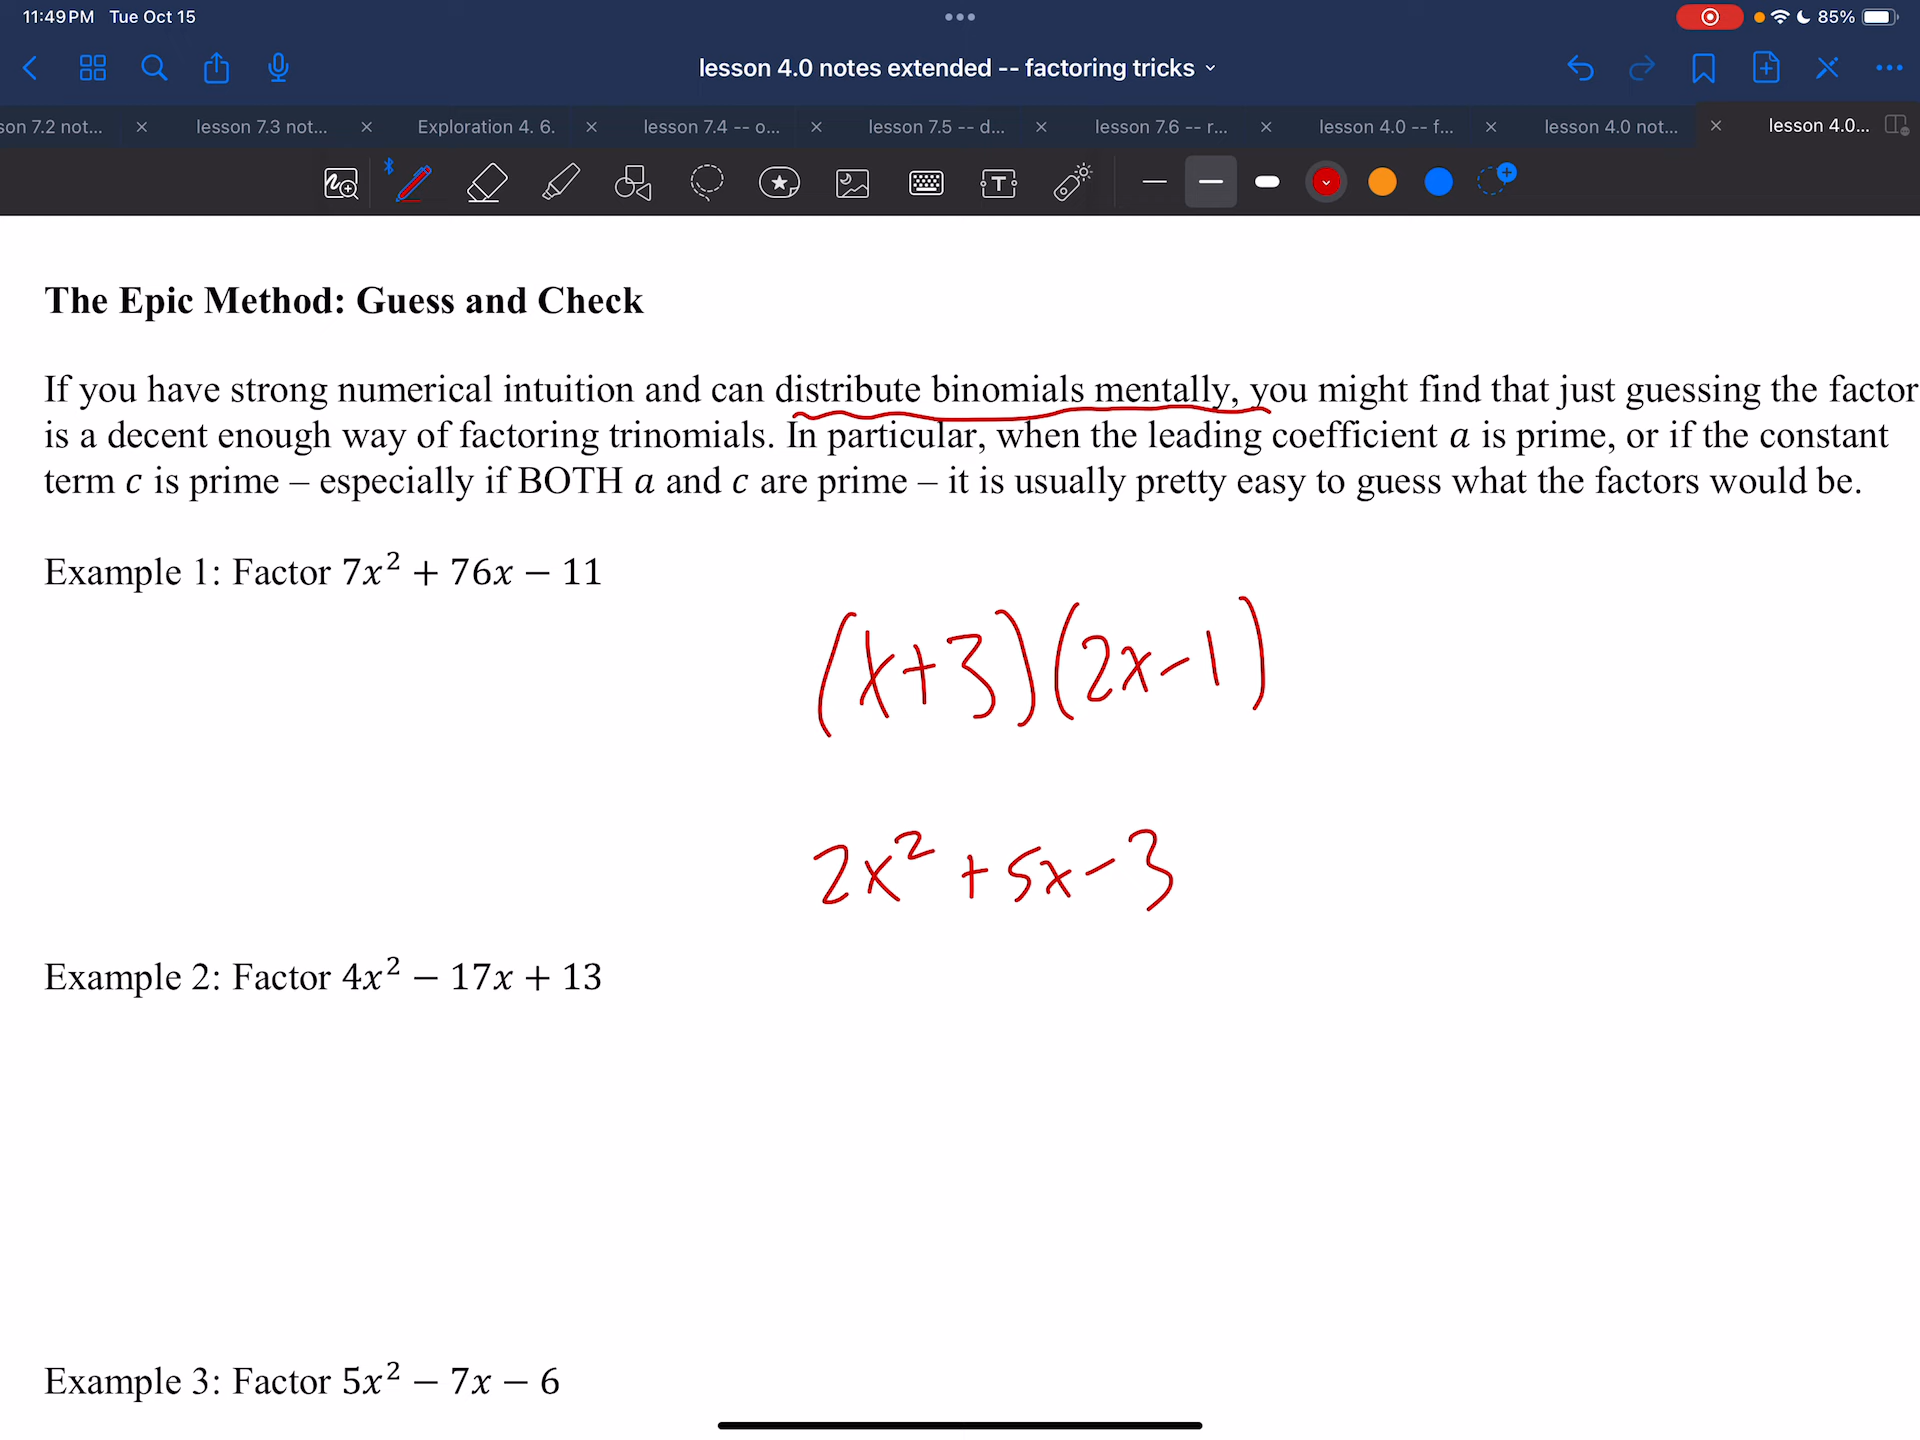 11:49 PM Tue Oct 15
85%
lesson 4.0 notes extended -- factoring tricks
son 7.2 not... lesson 7.3 not... Exploration 4. 6. lesson 7.4 -- o... lesson 7.5 -- d... lesson 7.6 -- r... lesson 4.0 -- f... lesson 4.0 not... lesson 4.0...
The Epic Method: Guess and Check
If you have strong numerical intuition and can distribute binomials mentally, you might find that just guessing the factor
is a decent enough way of factoring trinomials. In particular, when the leading coefficient a is prime, or if the constant
term c is prime – especially if BOTH a and c are prime – it is usually pretty easy to guess what the factors would be.
Example 1: Factor 7x² + 76x − 11
(x+3)(2x-1)
2x² +5x-3
Example 2: Factor 4x² − 17x + 13
Example 3: Factor 5x² − 7x − 6